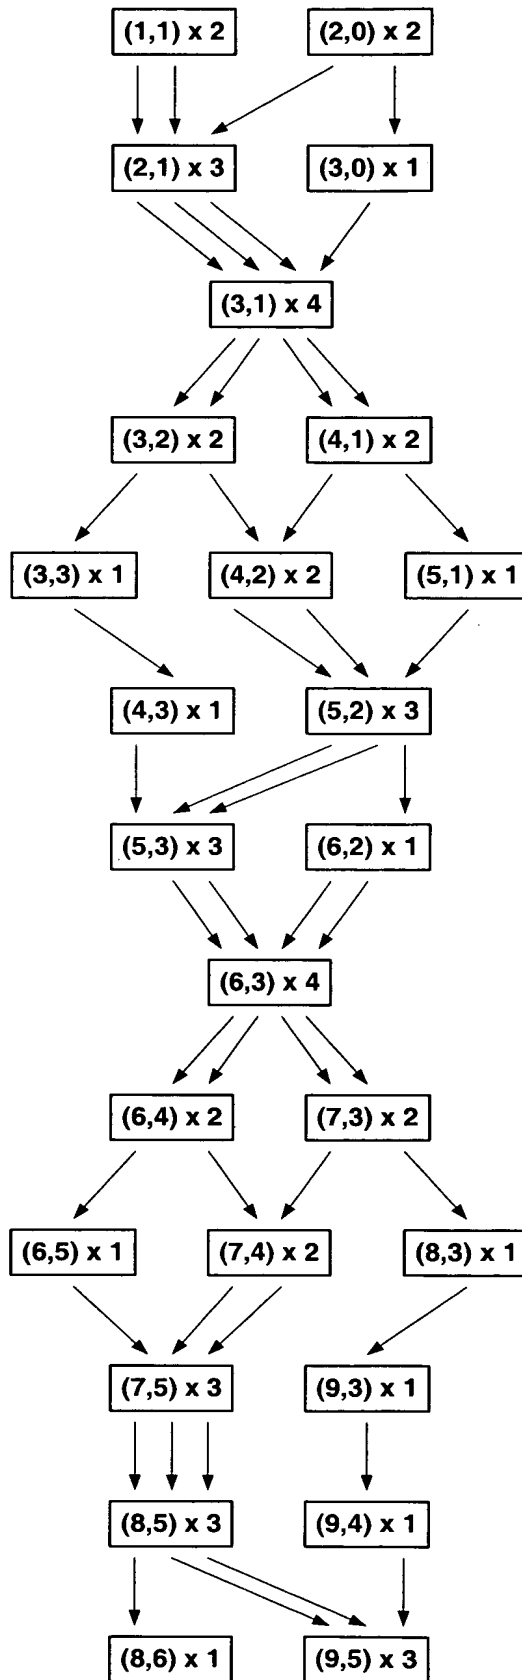 (1,1) x 2 (2,0) x 2
(2,1) x 3 (3,0) x 1
(3,1) x 4
(3,2) x 2 (4,1) x 2
(3,3) x 1 (4,2) x 2 (5,1) x 1
(4,3) x 1 (5,2) x 3
(5,3) x 3 (6,2) x 1
(6,3) x 4
(6,4) x 2 (7,3) x 2
(6,5) x 1 (7,4) x 2 (8,3) x 1
(7,5) x 3 (9,3) x 1
(8,5) x 3 (9,4) x 1
(8,6) x 1 (9,5) x 3